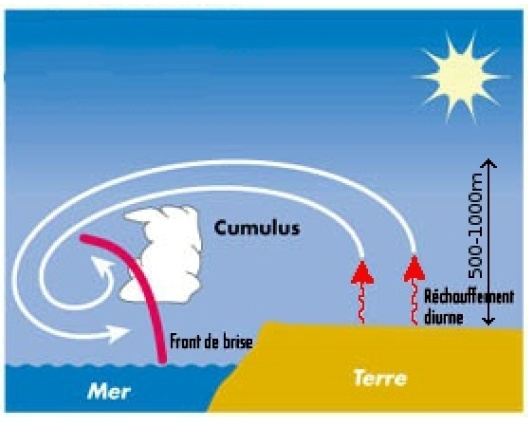 500-1000m
Cumulus
Réchauffement
diurne
Front de brise
Terre
Mer